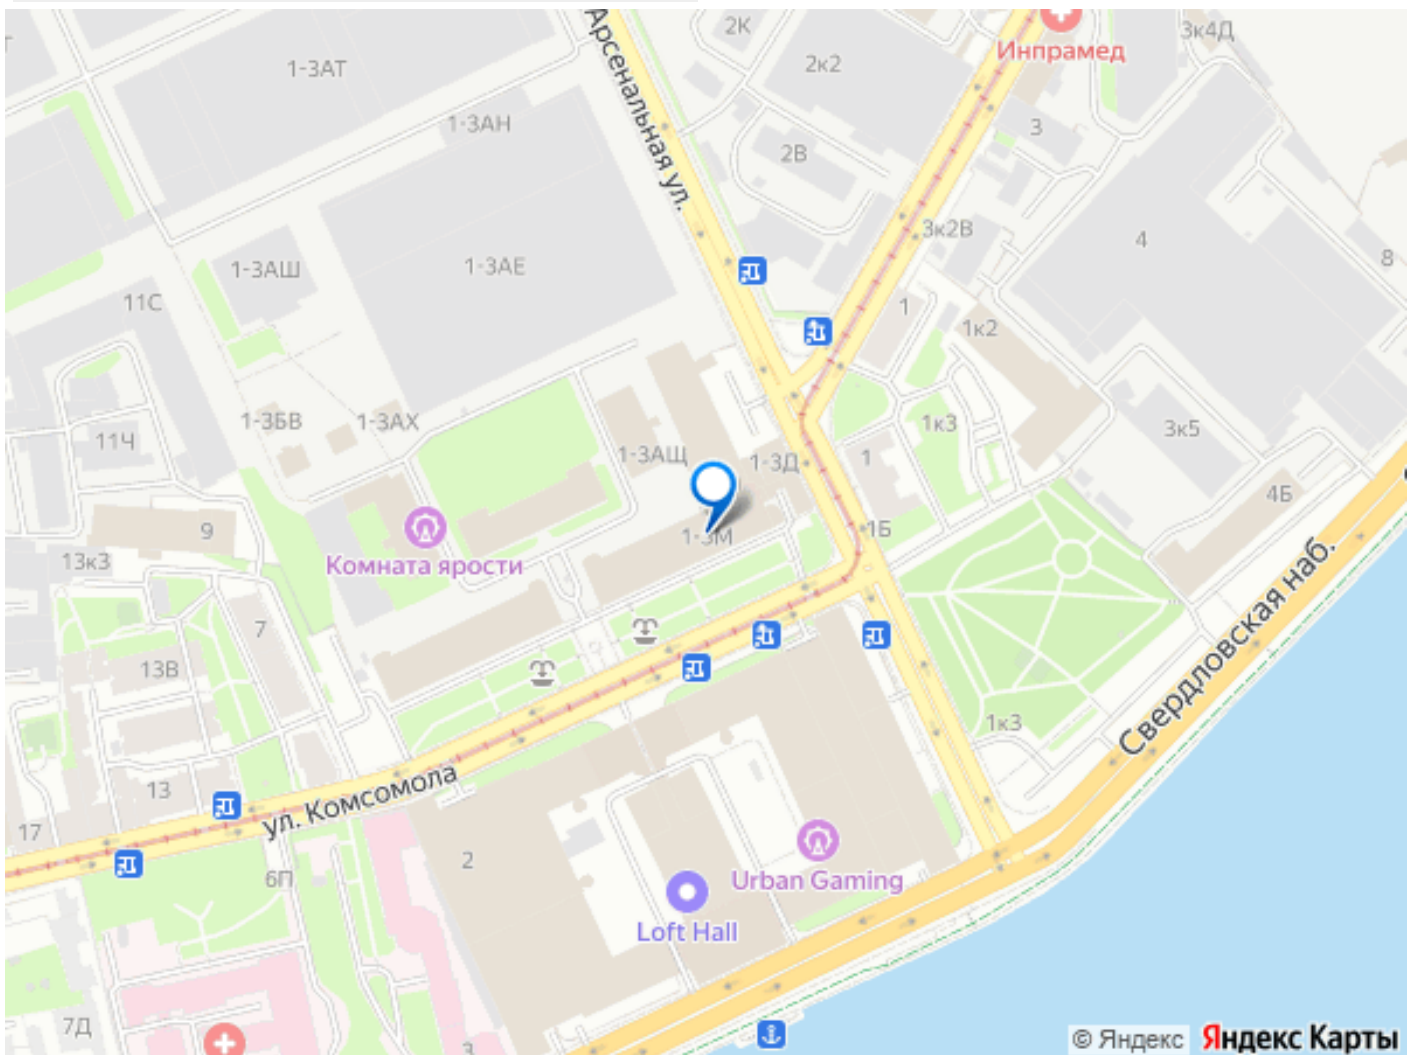 2К
3к4Д
Инпрамед
1-3АТ
2к2
Арсенальная ул.
1-3АН
3
2В
3к2В
4
8
1-3АШ
1-3АЕ
11С
1
1к2
1-3БВ
1-3АХ
1к3
3к5
11Ч
1-3АЩ
1-3Д
1
4Б
9
1-3М
1Б
13к3
Комната ярости
Свердловская наб.
7
13В
1к3
13
ул. Комсомола
17
2
6П
Urban Gaming
Loft Hall
7Д
3
© Яндекс Яндекс Карты